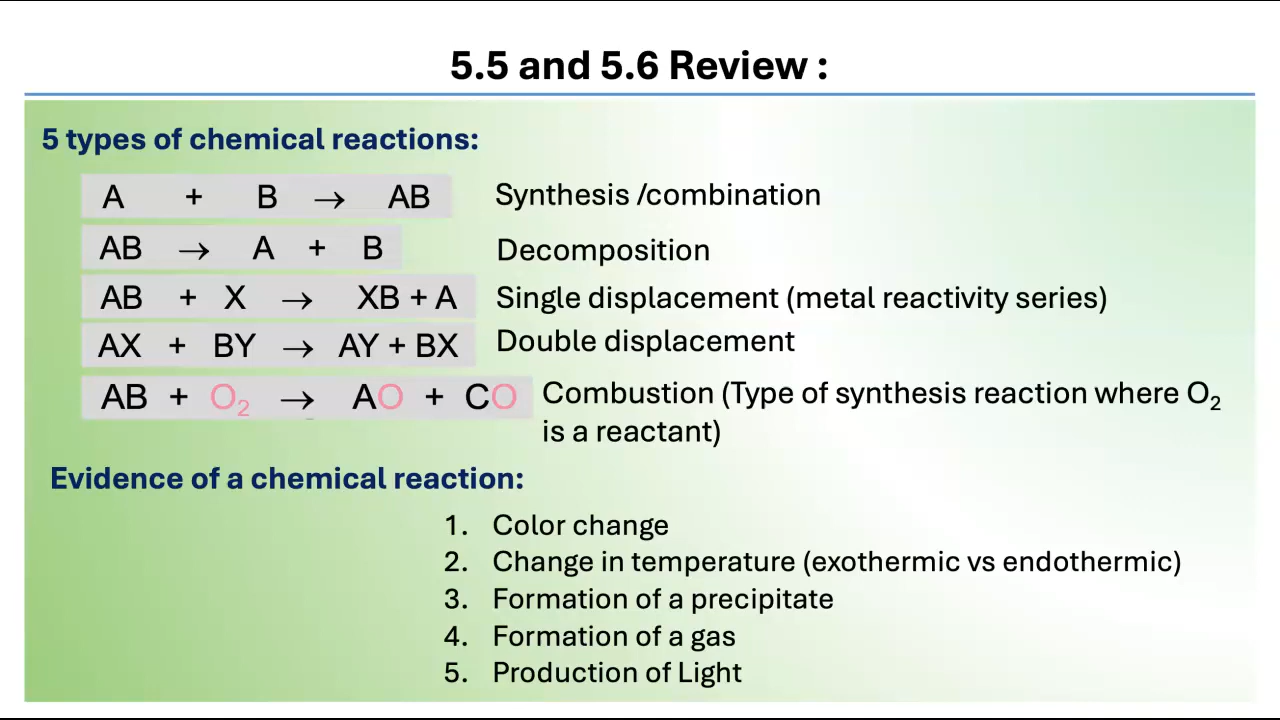 5.5 and 5.6 Review :
5 types of chemical reactions:
A + B → AB Synthesis /combination
AB → A + B Decomposition
AB + X → XB + A Single displacement (metal reactivity series)
AX + BY → AY + BX Double displacement
AB + O₂ → AO + CO Combustion (Type of synthesis reaction where O₂
is a reactant)
Evidence of a chemical reaction:
1. Color change
2. Change in temperature (exothermic vs endothermic)
3. Formation of a precipitate
4. Formation of a gas
5. Production of Light